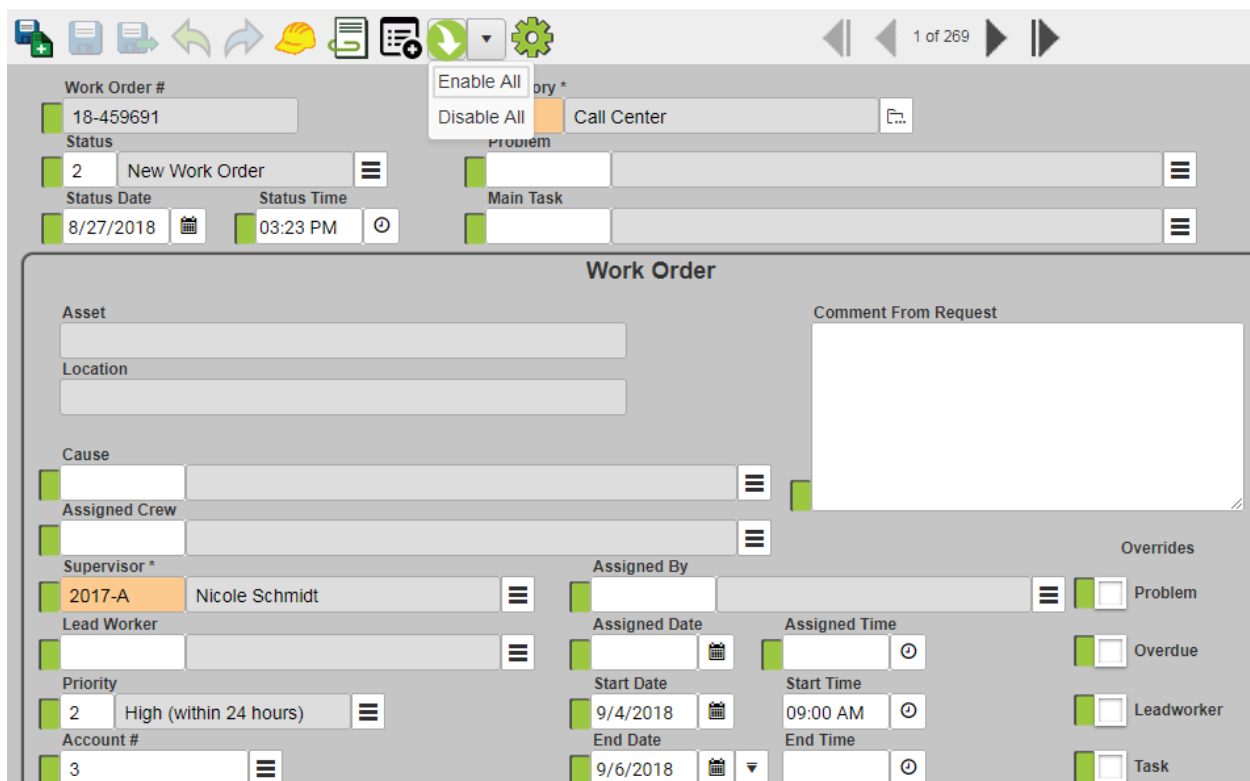 1 of 269
Enable All
Disable All
Work Order #
ory *
18-459691
Call Center
Status
Problem
2 New Work Order
Status Date Status Time Main Task
8/27/2018 03:23 PM
Work Order
Asset Comment From Request
Location
Cause
Assigned Crew
Overrides
Supervisor * Assigned By
2017-A Nicole Schmidt Problem
Lead Worker Assigned Date Assigned Time
Overdue
Priority Start Date Start Time
2 High (within 24 hours) 9/4/2018 09:00 AM Leadworker
Account # End Date End Time
3 9/6/2018 Task